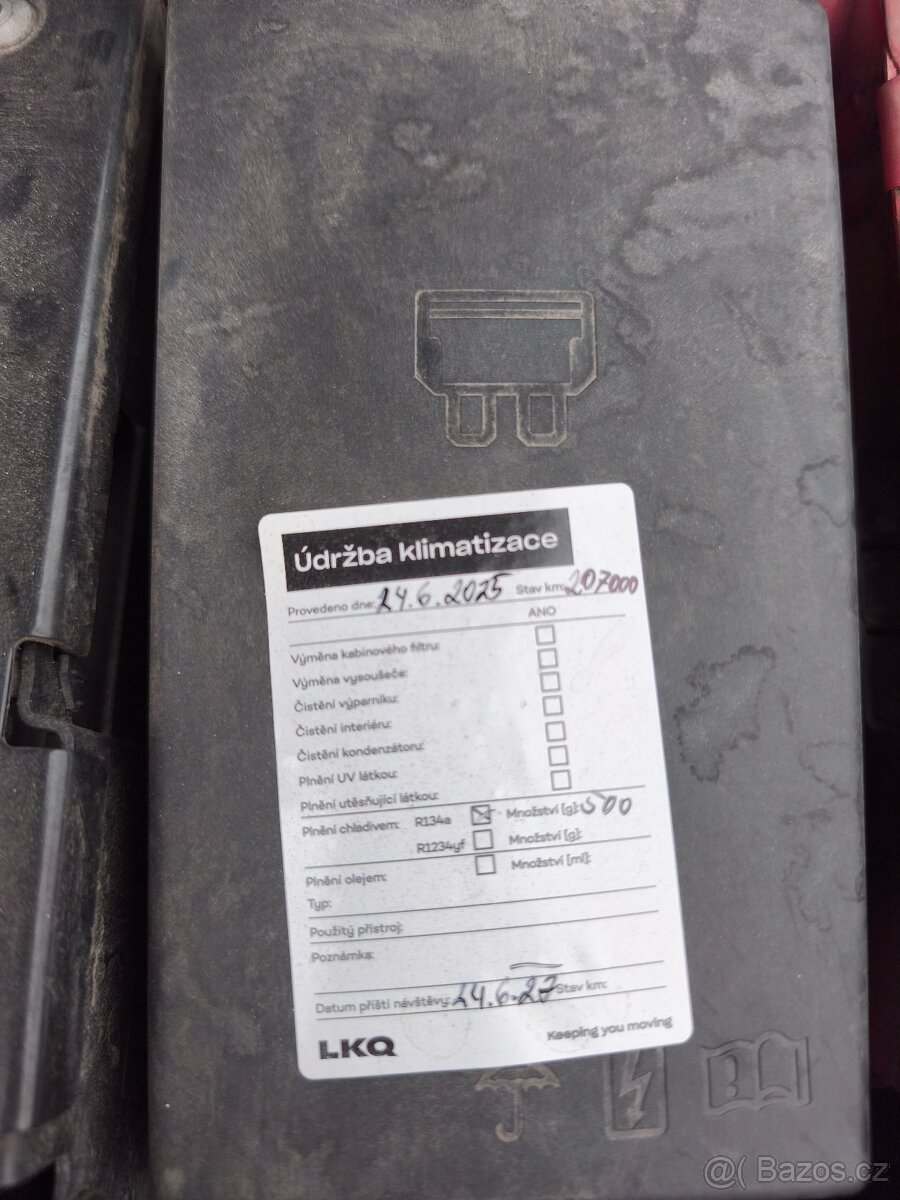 Údržba klimatizace
Provedeno dne: 24.6.2025 Stav km: 207000
ANO
Výměna kabinového filtru:
Výměna vysoušeče:
Čistění výparníku:
Čistění interiéru:
Čistění kondenzátoru:
Plnění UV látkou:
Plnění utěsňující látkou:
Plnění chladivem: R134a Množství [g]: 500
R1234yf Množství [g]:
Plnění olejem: Množství [ml]:
Typ:
Použitý přístroj:
Poznámka:
Datum příští návštěvy: 24.6.27 Stav km:
LKQ Keeping you moving
@( Bazos.cz